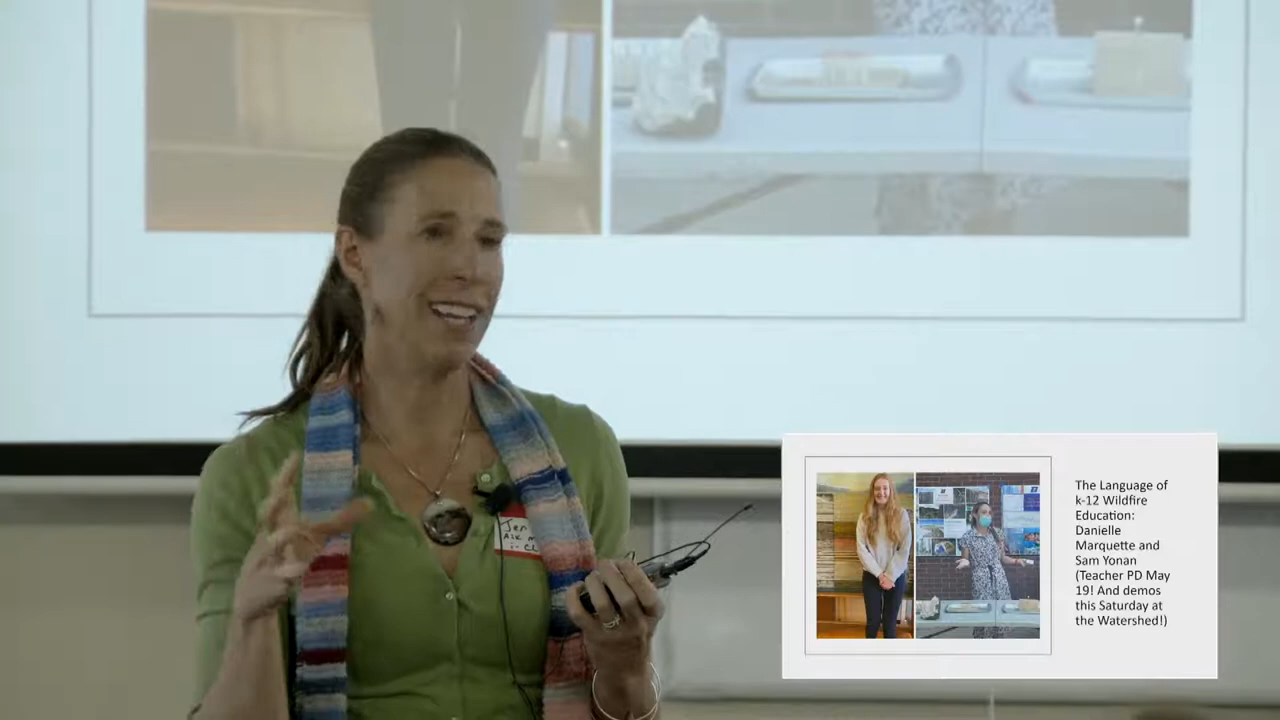 The Language of
k-12 Wildfire
Education:
Danielle
Marquette and
Sam Yonan
(Teacher PD May
19! And demos
this Saturday at
the Watershed!)
Jen